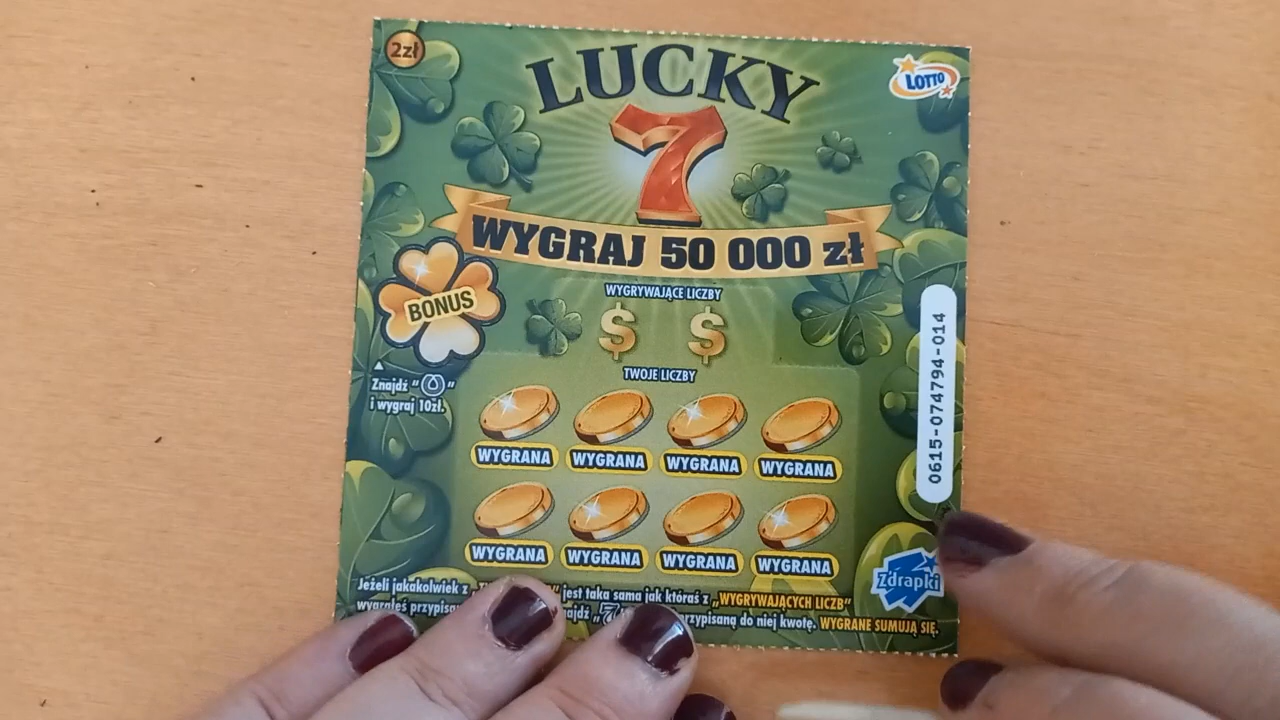 2zł
LUCKY
LOTTO
7
WYGRAJ 50 000 zł
BONUS
WYGRYWAJĄCE LICZBY
$ $
TWOJE LICZBY
Znajdź " "
i wygraj 10zł.
WYGRANA WYGRANA WYGRANA WYGRANA
WYGRANA WYGRANA WYGRANA WYGRANA
0615-074794-014
Zdrapki
Jeżeli jakakolwiek z jest taka sama jak któraś z „WYGRYWAJĄCYCH LICZB"
wygrałeś „7 przypisaną do niej kwotę. WYGRANE SUMUJĄ SIĘ.